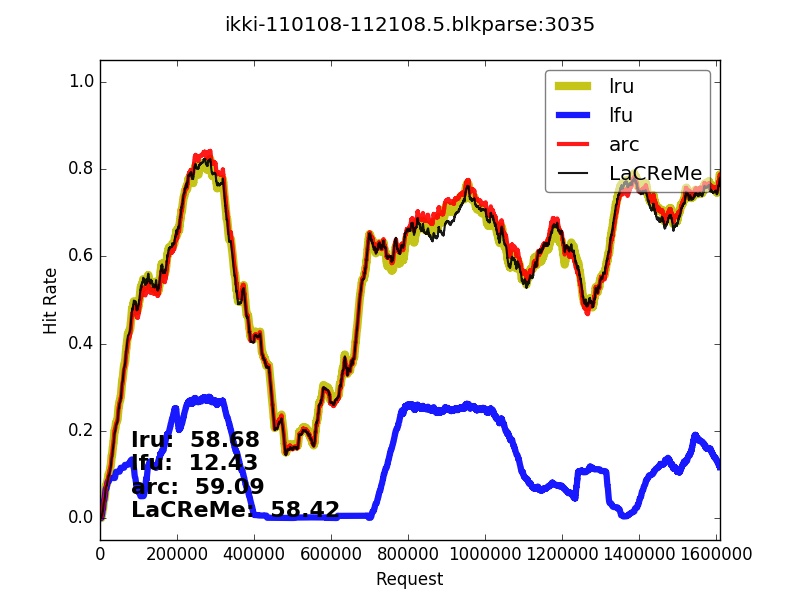 ikki-110108-112108.5.blkparse:3035
1.0
0.8
0.6
0.4
0.2
0.0
Hit Rate
lru
lfu
arc
LaCReMe
lru: 58.68
lfu: 12.43
arc: 59.09
LaCReMe: 58.42
0 200000 400000 600000 800000 1000000 1200000 1400000 1600000
Request